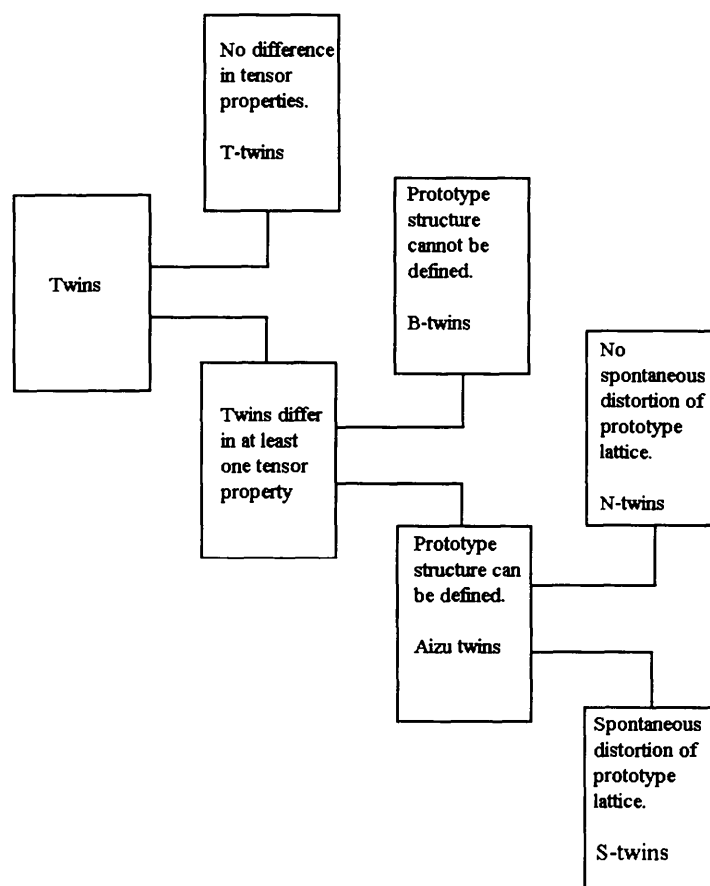 No difference
in tensor
properties.
T-twins
Twins
Prototype
structure
cannot be
defined.
B-twins
Twins differ
in at least
one tensor
property
No
spontaneous
distortion of
prototype
lattice.
N-twins
Prototype
structure can
be defined.
Aizu twins
Spontaneous
distortion of
prototype
lattice.
S-twins